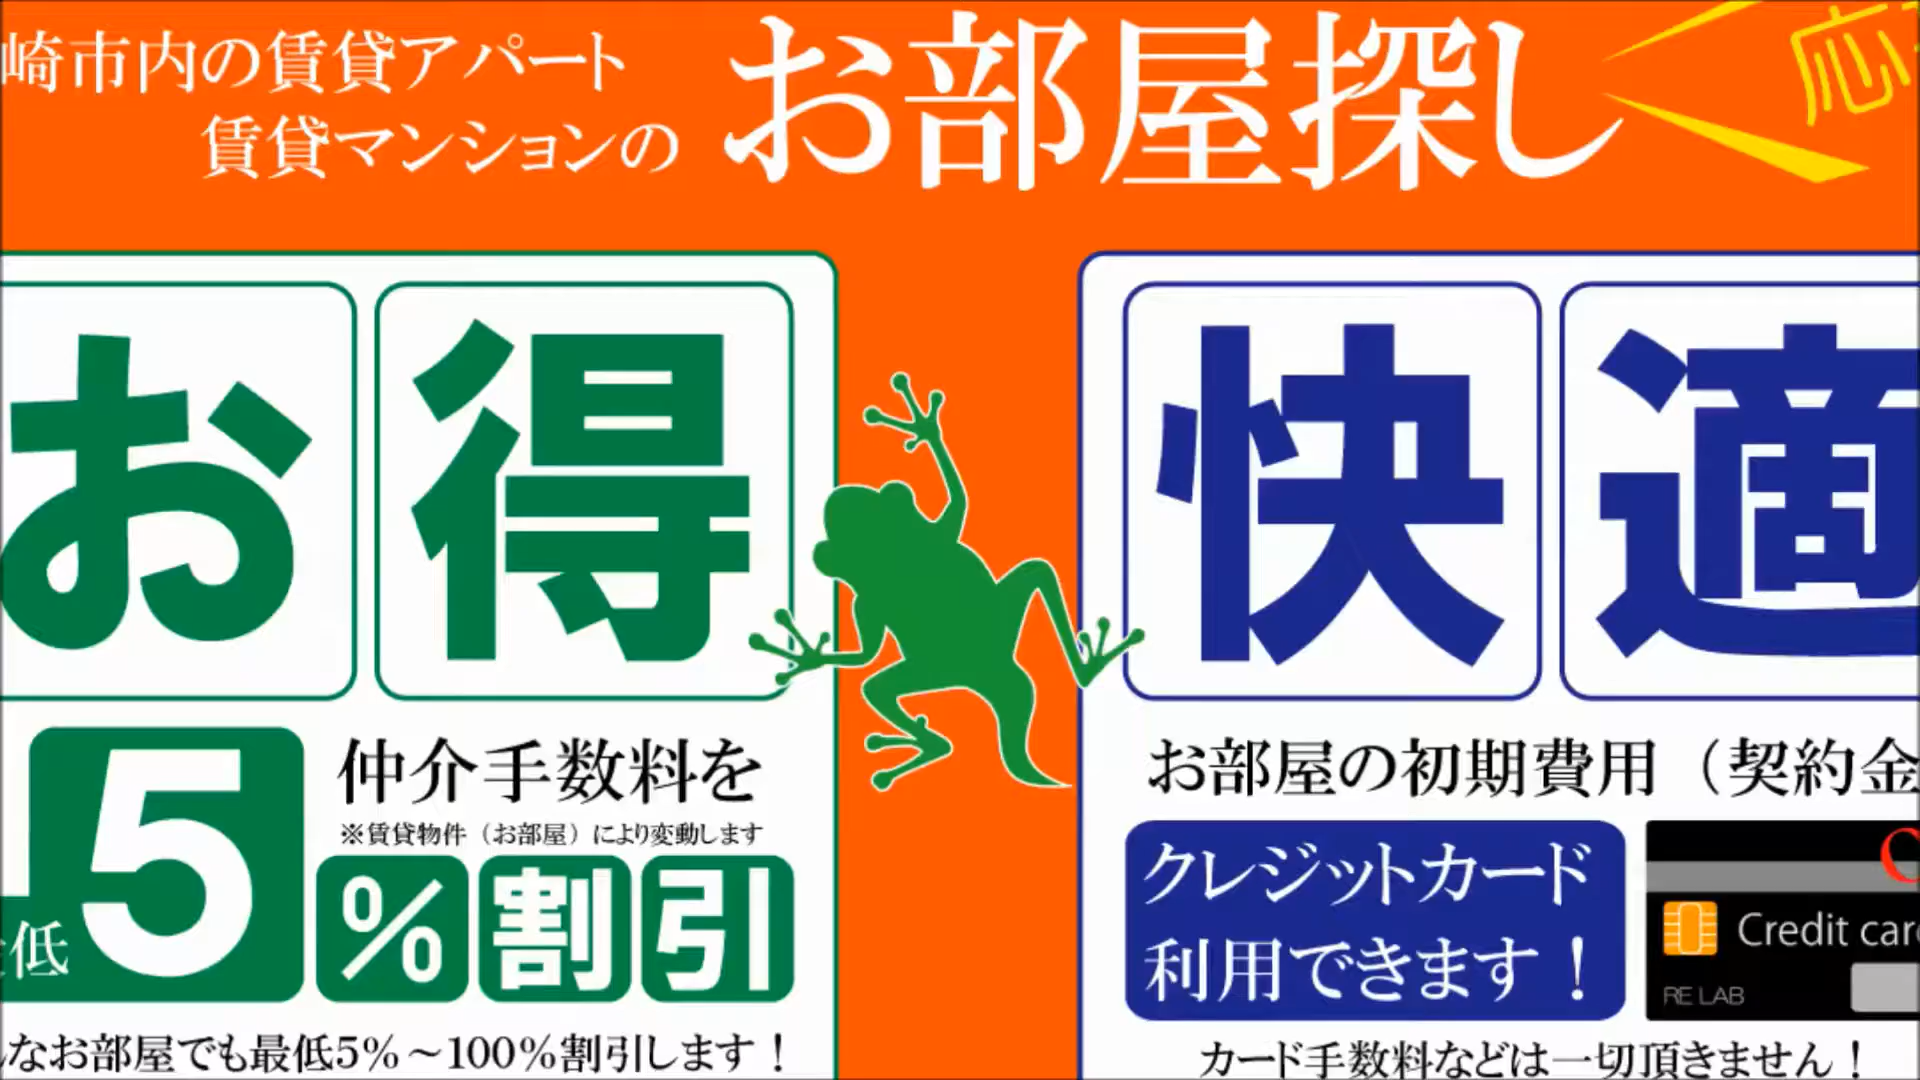 崎市内の賃貸アパート
賃貸マンションの
お部屋探し
応
お得
快適
5
低
仲介手数料を
※賃貸物件（お部屋）により変動します
%割引
なお部屋でも最低5%～100%割引します！
お部屋の初期費用（契約金
クレジットカード
利用できます！
Credit car
RE LAB
カード手数料などは一切頂きません！